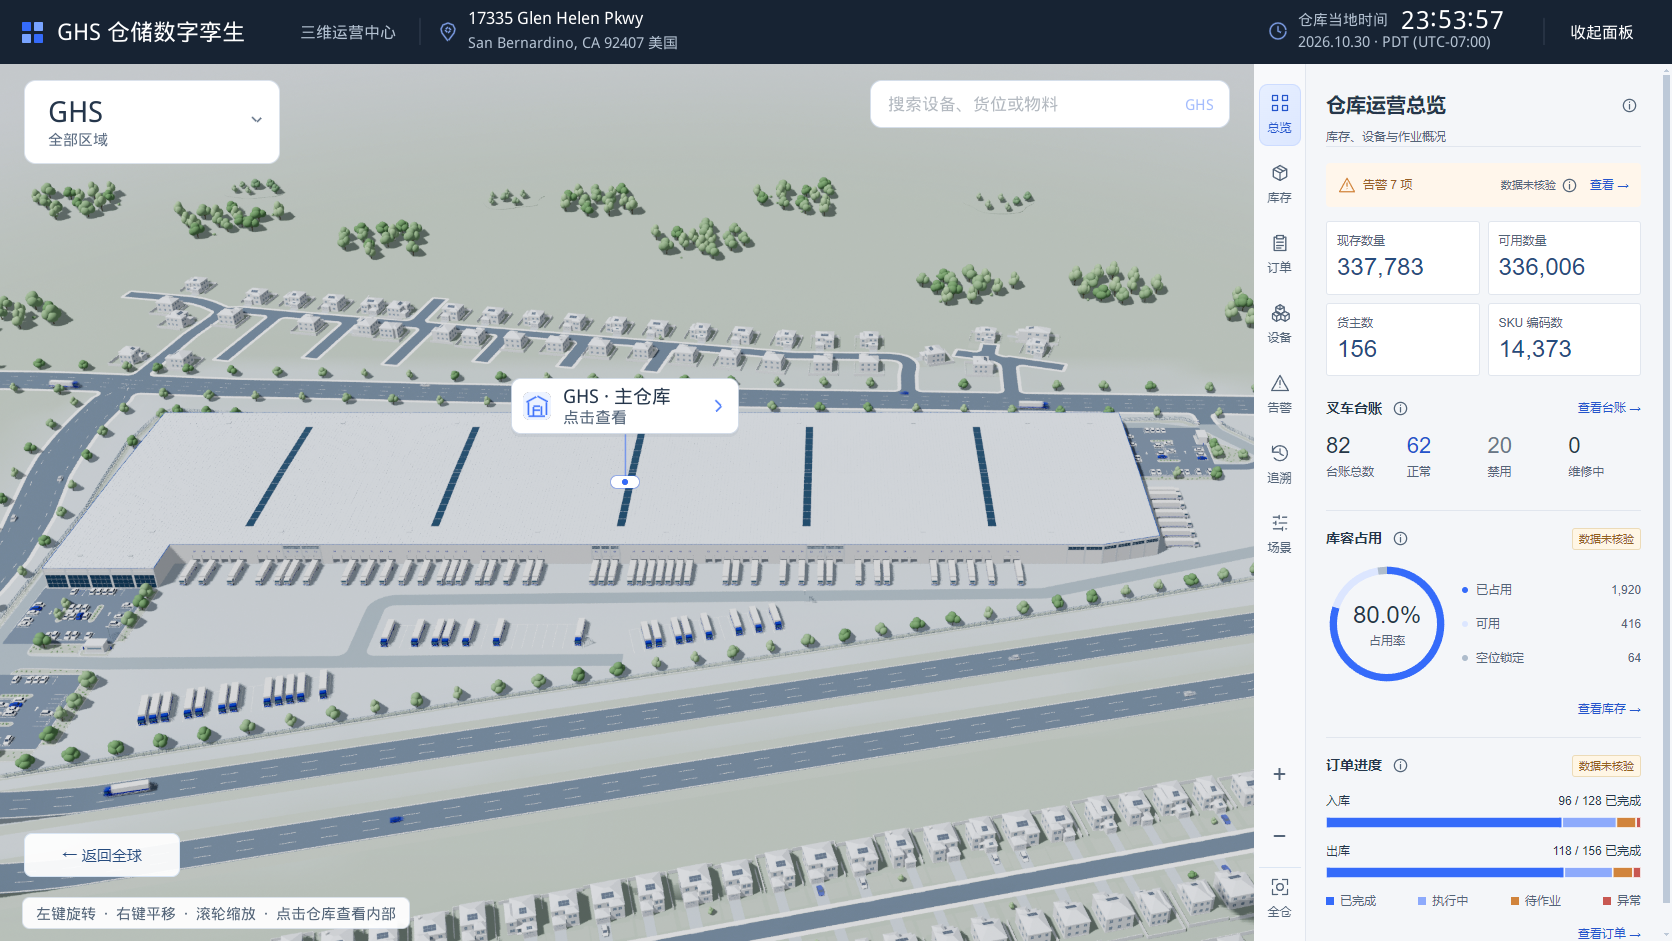 GHS 仓储数字孪生
三维运营中心
17335 Glen Helen Pkwy
San Bernardino, CA 92407 美国
仓库当地时间 23:53:57
2026.10.30 · PDT (UTC-07:00)
收起面板
GHS
全部区域
搜索设备、货位或物料 GHS
GHS · 主仓库
点击查看
← 返回全球
左键旋转 · 右键平移 · 滚轮缩放 · 点击仓库查看内部
总览
库存
订单
设备
告警
追溯
场景
+
−
全仓
仓库运营总览
库存、设备与作业概况
告警 7 项 数据未核验 查看 →
现存数量
337,783
可用数量
336,006
货主数
156
SKU 编码数
14,373
叉车台账 查看台账 →
82 62 20 0
台账总数 正常 禁用 维修中
库容占用 数据未核验
80.0%
占用率
已占用 1,920
可用 416
空位锁定 64
查看库存 →
订单进度 数据未核验
入库 96 / 128 已完成
出库 118 / 156 已完成
已完成 执行中 待作业 异常
查看订单 →